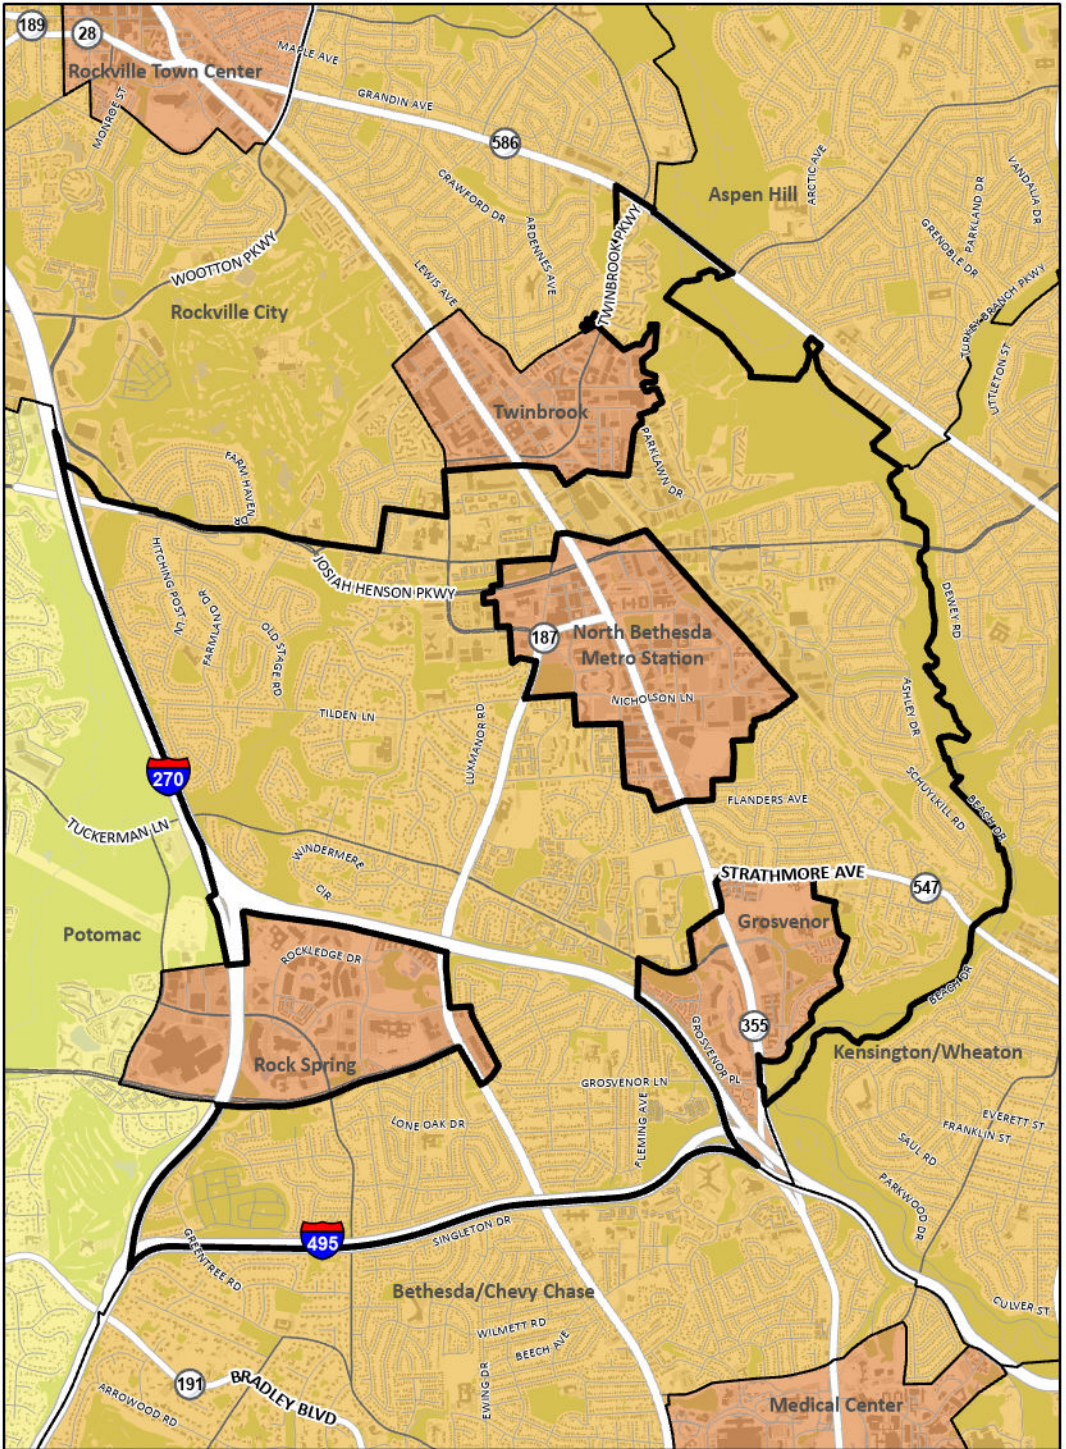 189
28
MAPLE AVE
Rockville Town Center
GRANDIN AVE
MONROE ST
586
ARCTIC AVE
VANDALIA DR
Aspen Hill
CRAWFORD DR
PARKLAND DR
ARDENNES AVE
GRENOBLE DR
TWINBROOK PKWY
WOOTTON PKWY
LEWIS AVE
TURKEY BRANCH PKWY
Rockville City
LITTLETON ST
Twinbrook
FARM HAVEN
DR
PARKLAWN DR
HITCHING POST LN
JOSIAH HENSON PKWY
FARMLAND DR
DEWEY RD
OLD STAGE RD
187
North Bethesda
Metro Station
NICHOLSON LN
ASHLEY DR
TILDEN LN
LUXMANOR RD
270
FLANDERS AVE
SCHUYLKILL RD
BEACH DR
TUCKERMAN LN
WINDERMERE
CIR
STRATHMORE AVE
547
Potomac
Grosvenor
ROCKLEDGE DR
BEACH DR
355
GROSVENOR PL
Kensington/Wheaton
Rock Spring
GROSVENOR LN
FLEMING AVE
LONE OAK DR
EVERETT ST
FRANKLIN ST
SAUL RD
PARKWOOD DR
495
SINGLETON DR
GREENTREE RD
Bethesda/Chevy Chase
CULVER ST
WILMETT RD
BEECH AVE
EWING DR
191
BRADLEY BLVD
ARROWOOD RD
Medical Center